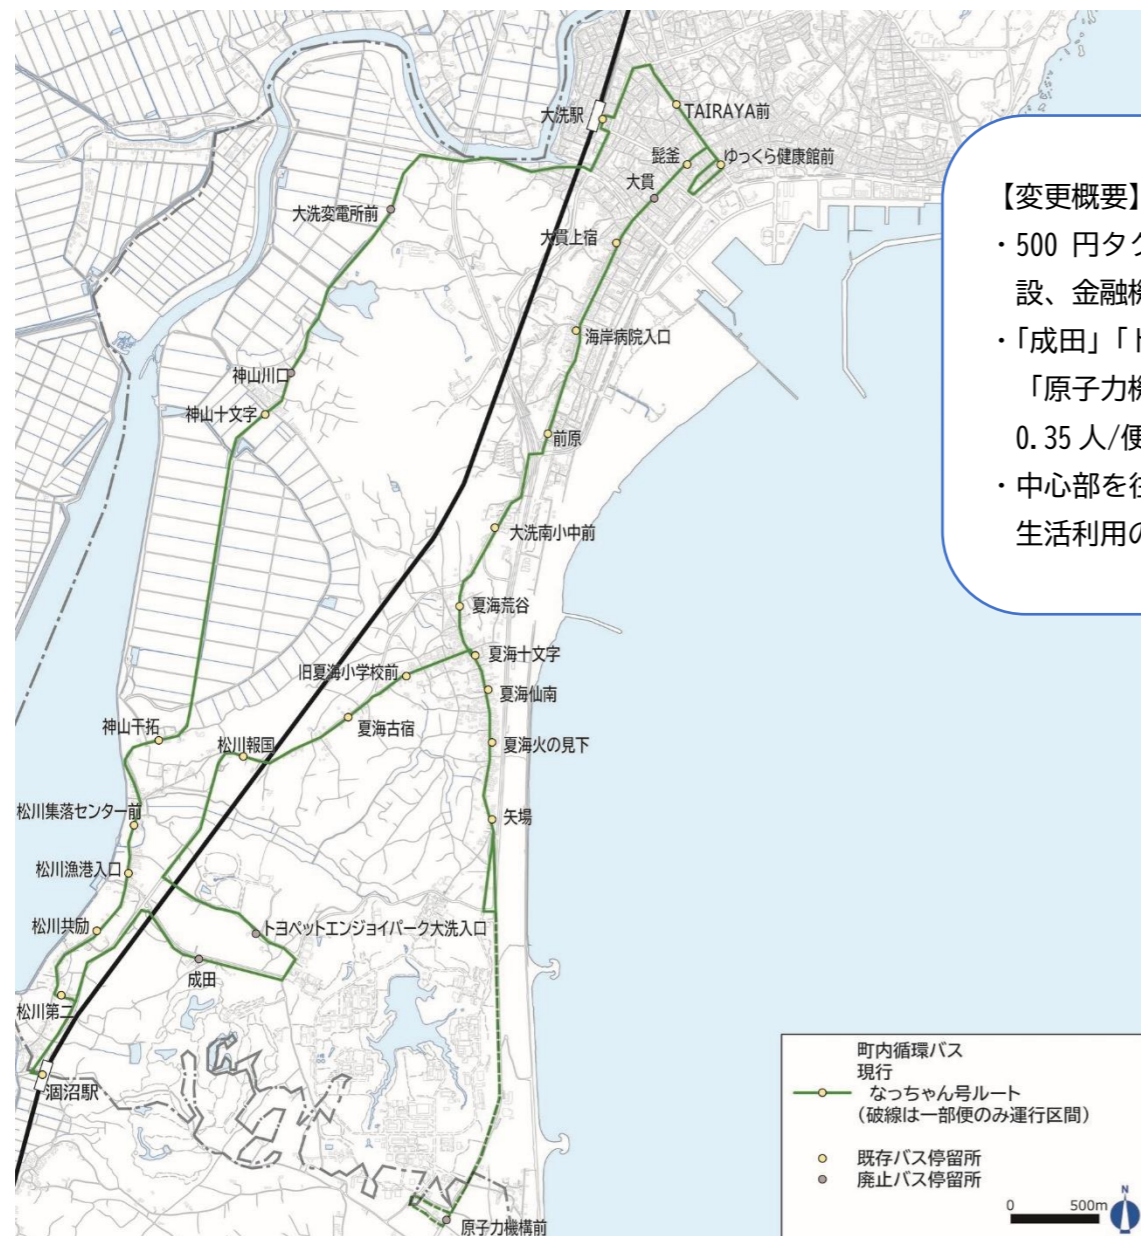 大洗駅
TAIRAYA前
髭釜
ゆっくら健康館前
大貫
大洗変電所前
大貫上宿
海岸病院入口
神山川口
神山十文字
前原
大洗南小中前
夏海荒谷
夏海十文字
旧夏海小学校前
夏海仙南
夏海古宿
神山干拓
松川報国
夏海火の見下
松川集落センター前
矢場
松川漁港入口
松川共励
トヨペットエンジョイパーク大洗入口
成田
松川第二
涸沼駅
原子力機構前
【変更概要】
・500 円タク
設、金融機
・「成田」「ト
「原子力機
0.35 人/便
・中心部を往
生活利用の
町内循環バス
現行
なっちゃん号ルート
(破線は一部便のみ運行区間)
既存バス停留所
廃止バス停留所
0 500m
N